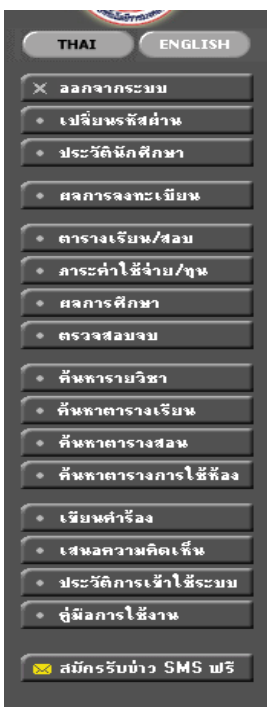 THAI ENGLISH
ออกจากระบบ
เปลี่ยนรหัสผ่าน
ประวัตินักศึกษา
ผลการลงทะเบียน
ตารางเรียน/สอบ
ภาระค่าใช้จ่าย/ทุน
ผลการศึกษา
ตรวจสอบจบ
ค้นหารายวิชา
ค้นหาตารางเรียน
ค้นหาตารางสอน
ค้นหาตารางการใช้ห้อง
เขียนคำร้อง
เสนอความคิดเห็น
ประวัติการเข้าใช้ระบบ
คู่มือการใช้งาน
สมัครรับข่าว SMS ฟรี